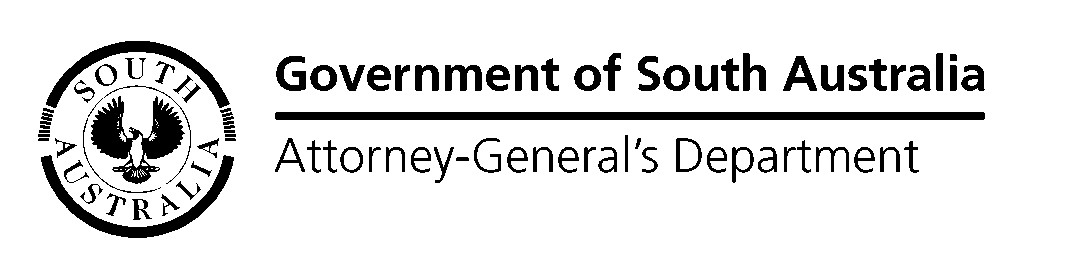 SOUTH
AUSTRALIA
Government of South Australia
Attorney-General's Department